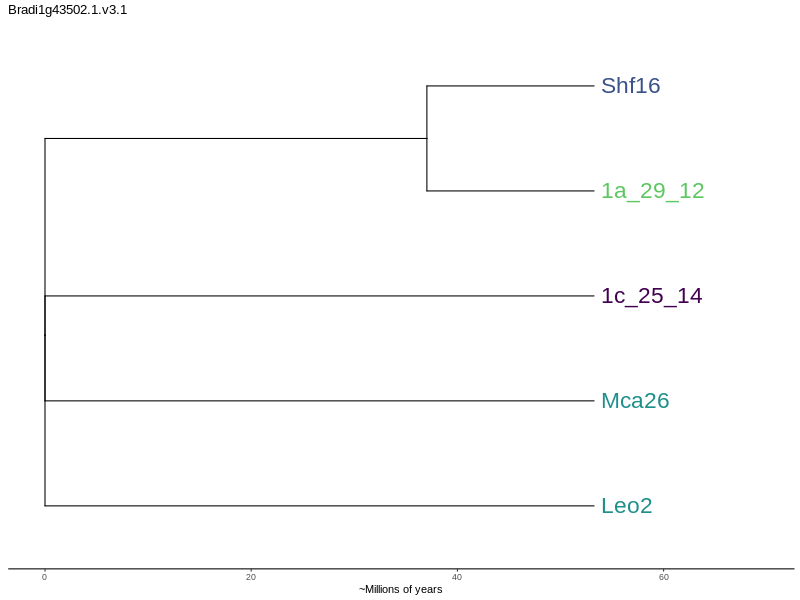 Bradi1g43502.1.v3.1
Shf16
1a_29_12
1c_25_14
Mca26
Leo2
0 20 40 60
~Millions of years